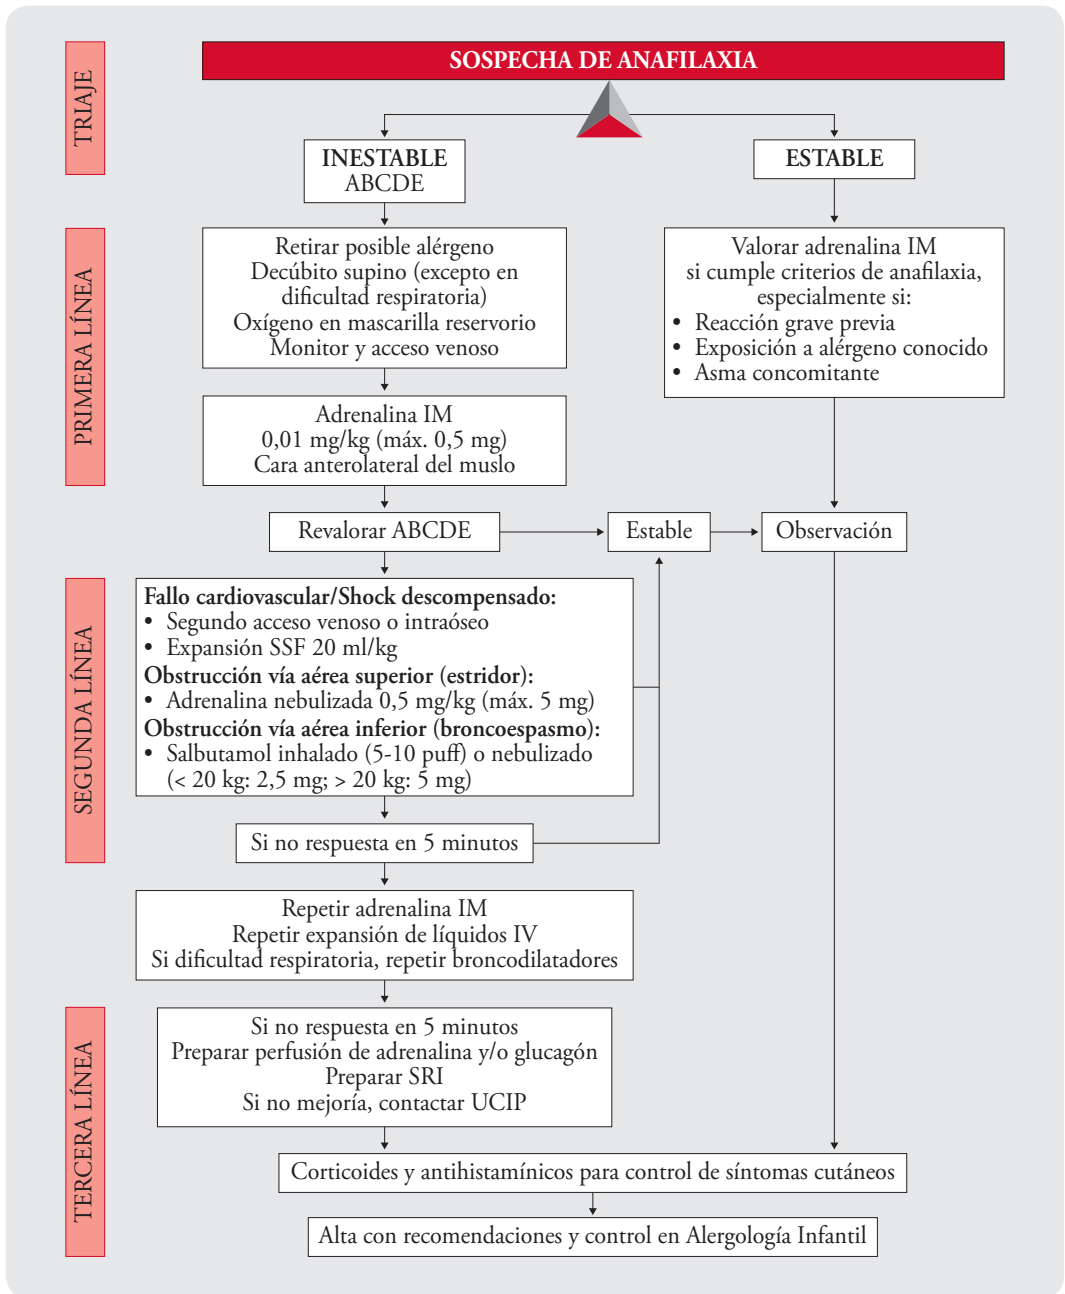 SOSPECHA DE ANAFILAXIA
TRIAJE
INESTABLE
ABCDE
ESTABLE
PRIMERA LÍNEA
Retirar posible alérgeno
Decúbito supino (excepto en
dificultad respiratoria)
Oxígeno en mascarilla reservorio
Monitor y acceso venoso
Valorar adrenalina IM
si cumple criterios de anafilaxia,
especialmente si:
• Reacción grave previa
• Exposición a alérgeno conocido
• Asma concomitante
Adrenalina IM
0,01 mg/kg (máx. 0,5 mg)
Cara anterolateral del muslo
Revalorar ABCDE
Estable
Observación
SEGUNDA LÍNEA
Fallo cardiovascular/Shock descompensado:
• Segundo acceso venoso o intraóseo
• Expansión SSF 20 ml/kg
Obstrucción vía aérea superior (estridor):
• Adrenalina nebulizada 0,5 mg/kg (máx. 5 mg)
Obstrucción vía aérea inferior (broncoespasmo):
• Salbutamol inhalado (5-10 puff) o nebulizado
(< 20 kg: 2,5 mg; > 20 kg: 5 mg)
Si no respuesta en 5 minutos
Repetir adrenalina IM
Repetir expansión de líquidos IV
Si dificultad respiratoria, repetir broncodilatadores
TERCERA LÍNEA
Si no respuesta en 5 minutos
Preparar perfusión de adrenalina y/o glucagón
Preparar SRI
Si no mejoría, contactar UCIP
Corticoides y antihistamínicos para control de síntomas cutáneos
Alta con recomendaciones y control en Alergología Infantil